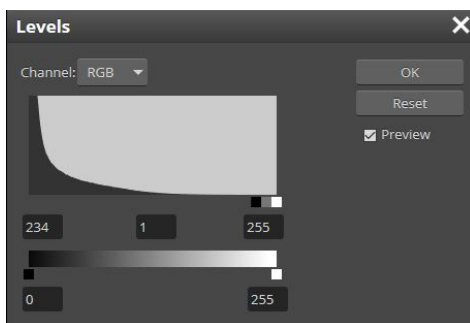 Levels
Channel: RGB
OK
Reset
Preview
234 1 255
0 255